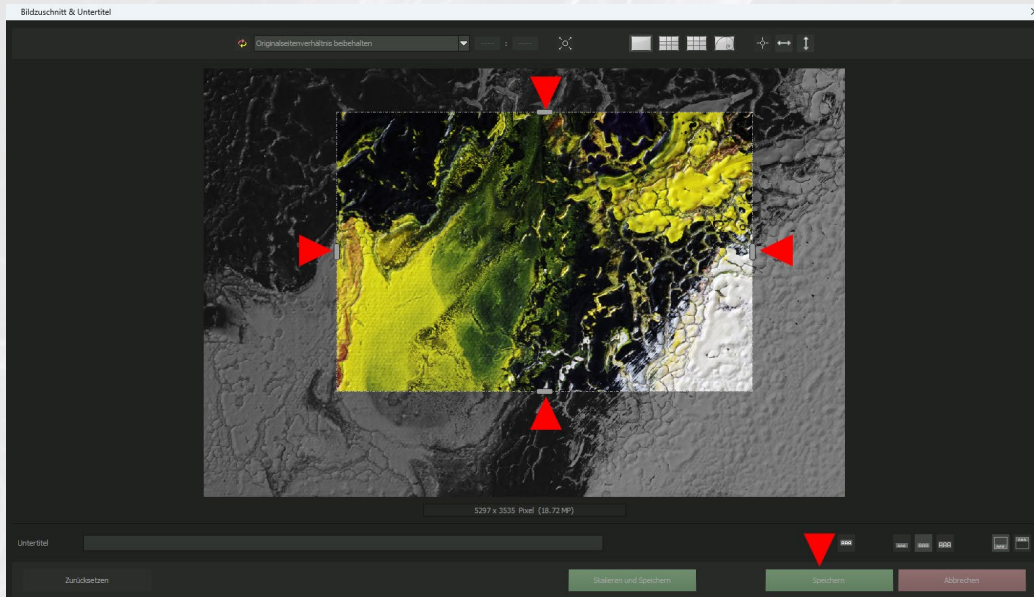 Bildzuschnitt & Untertitel
Originalseitenverhältnis beibehalten
:
5297 x 3535 Pixel (18.72 MP)
Untertitel
Zurücksetzen
Skalieren und Speichern
Speichern
Abbrechen